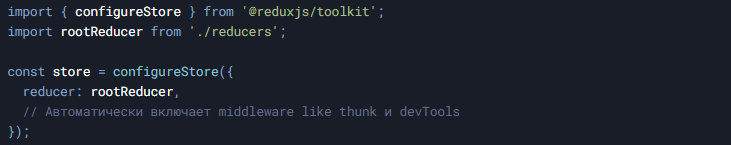 import { configureStore } from '@reduxjs/toolkit';
import rootReducer from './reducers';
const store = configureStore({
reducer: rootReducer,
// Автоматически включает middleware like thunk и devTools
});